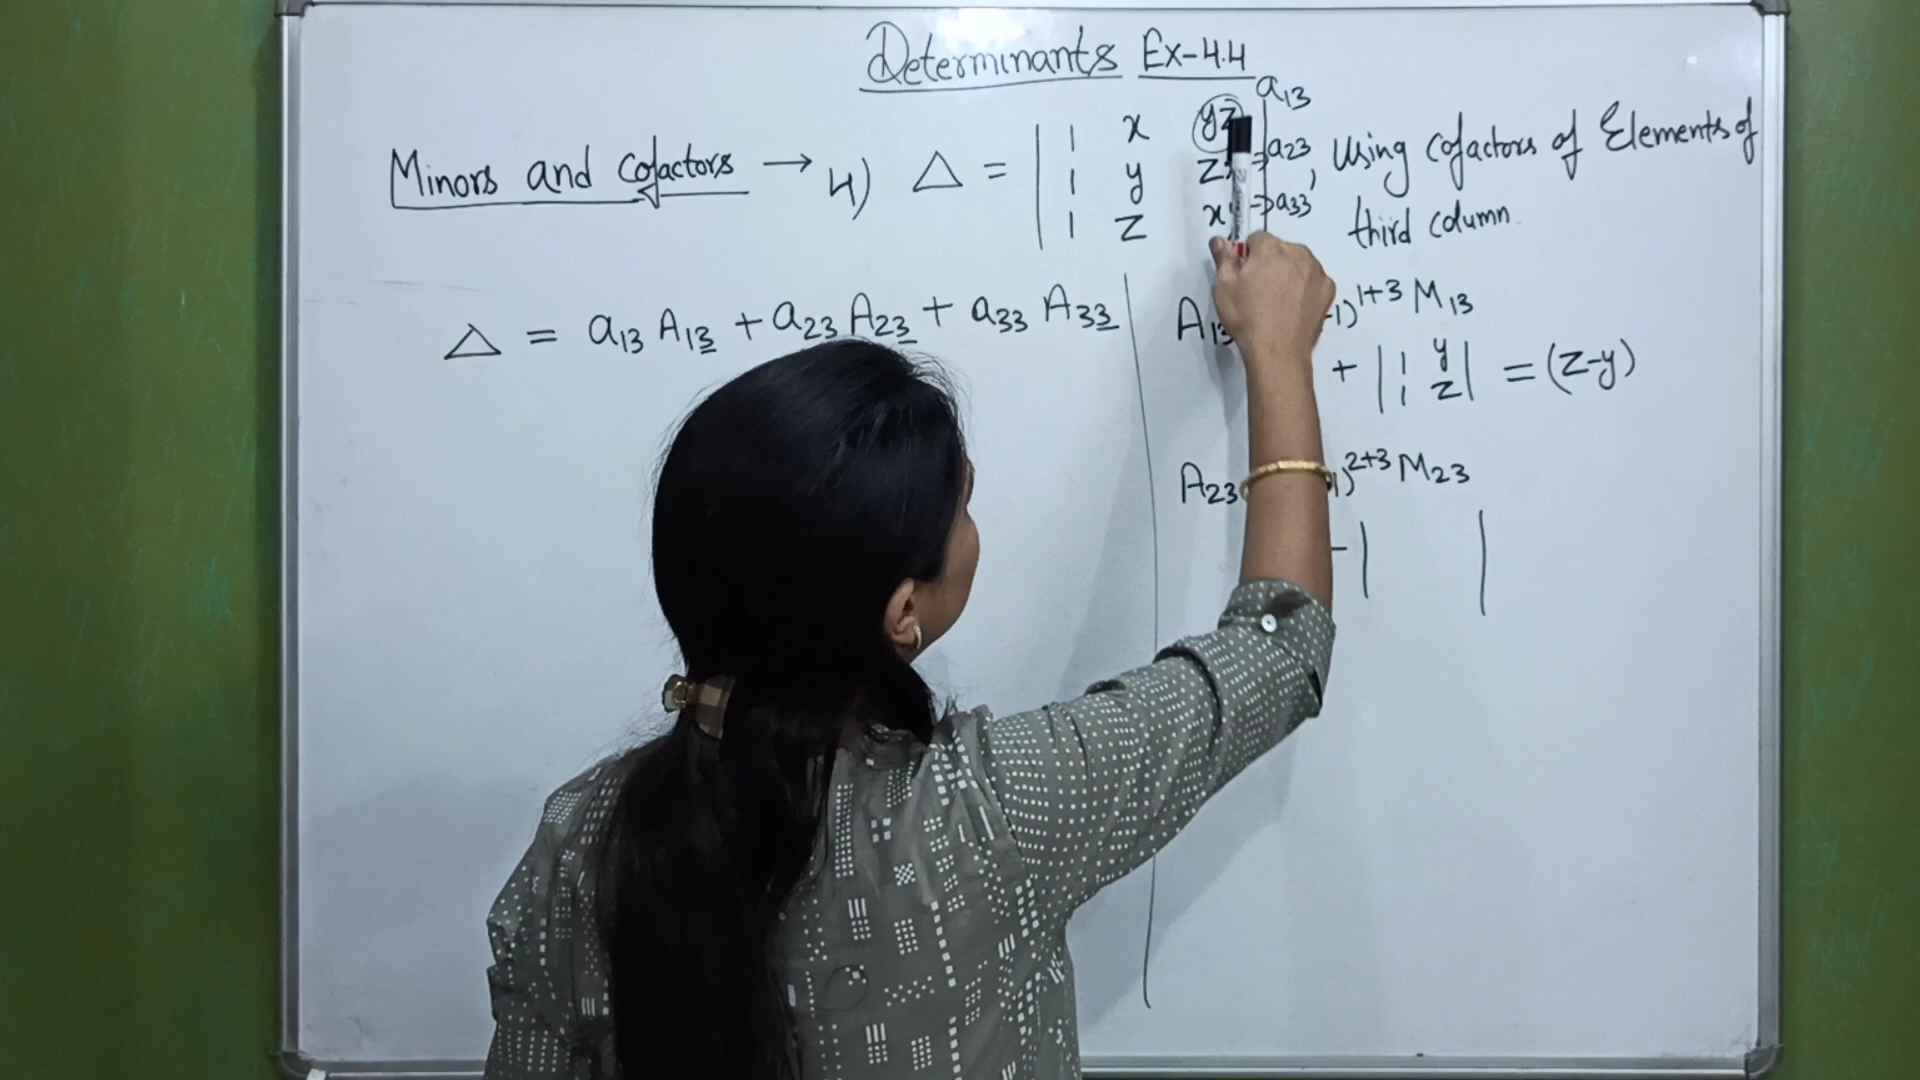 Determinants Ex-4.4
Minors and Cofactors → 4) Δ = | 1 x yz | a13
| 1 y z | a23, Using Cofactors of Elements of
| 1 z x | → a33 third column.
Δ = a13 A13 + a23 A23 + a33 A33
A13 1)^1+3 M13
+ | 1 y
1 z | = (z-y)
A23 1)^2+3 M23
- | |